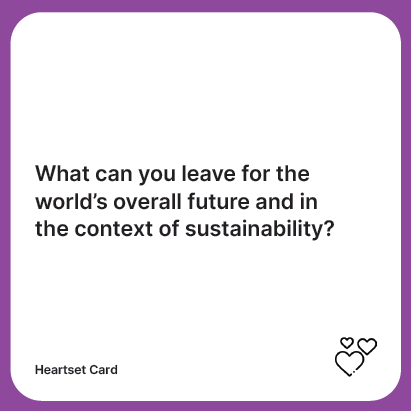 What can you leave for the
world’s overall future and in
the context of sustainability?
Heartset Card